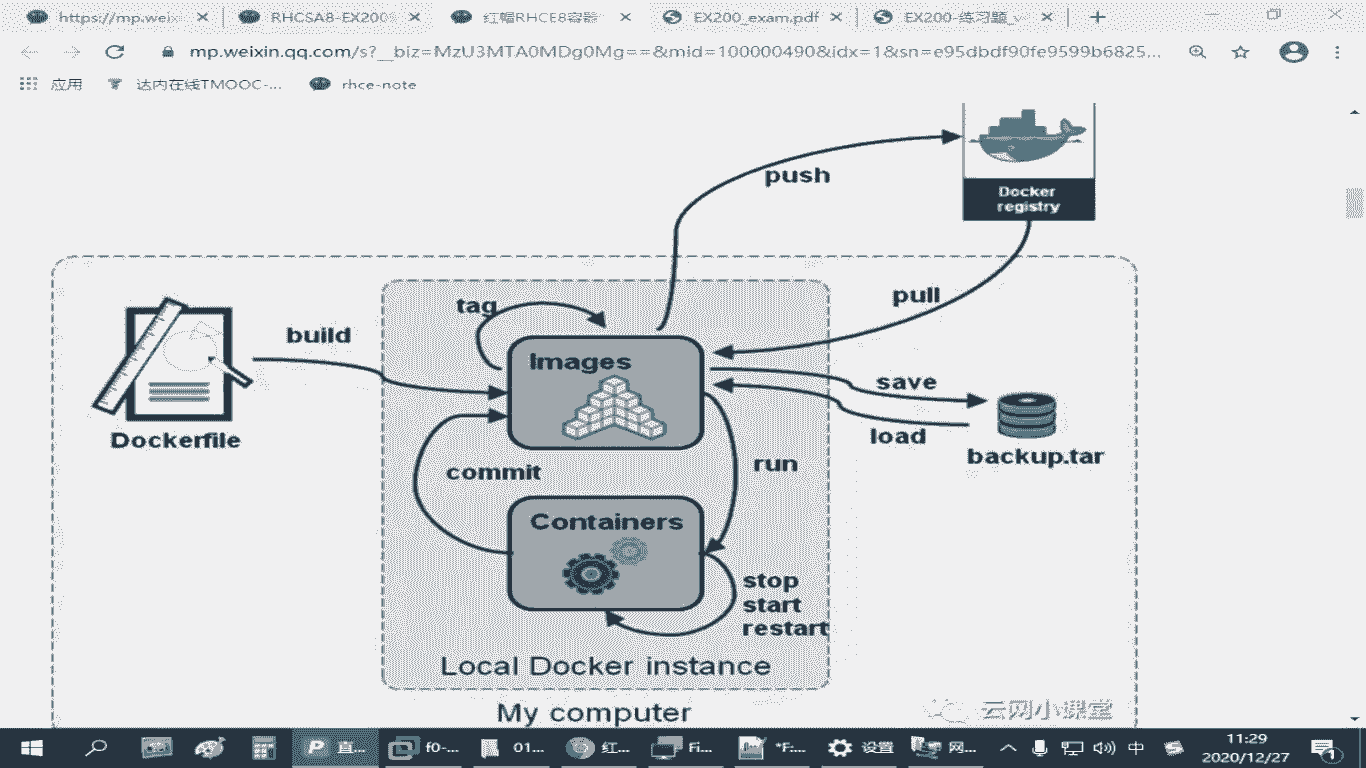 https://mp.weix
RHCSA8-EX200
红帽RHCE8容器
EX200_exam.pdf
EX200-练习题_v
mp.weixin.qq.com/s?__biz=MzU3MTA0MDg0Mg==&mid=100000490&idx=1&sn=e95dbdf90fe9599b6825...
应用
达内在线TMOOC-...
rhce-note
push
Docker
registry
pull
tag
build
Images
save
load
backup.tar
Dockerfile
commit
run
Containers
stop
start
restart
Local Docker instance
My computer
云网小课堂
直...
f0-...
01...
红...
Fi...
*F:...
设置
网...
中
11:29
2020/12/27
1